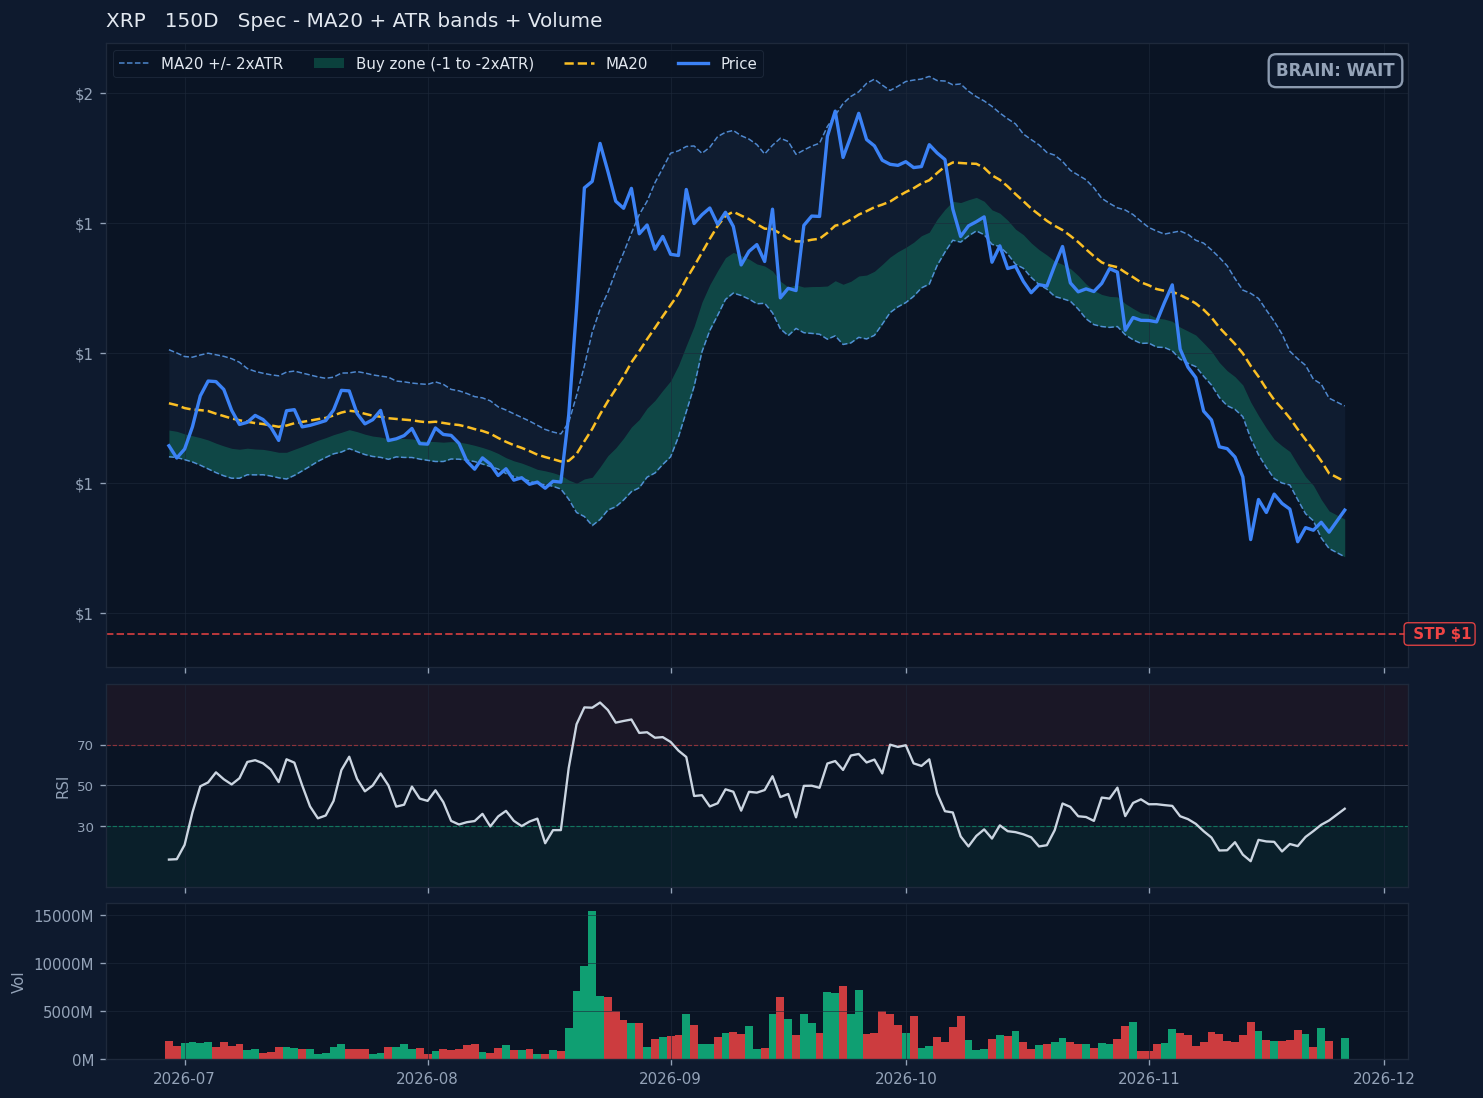 XRP   150D   Spec - MA20 + ATR bands + Volume
MA20 +/- 2xATR
Buy zone (-1 to -2xATR)
MA20
Price
BRAIN: WAIT
$2
$1
$1
$1
$1
STP $1
RSI
70
50
30
Vol
15000M
10000M
5000M
0M
2026-07
2026-08
2026-09
2026-10
2026-11
2026-12